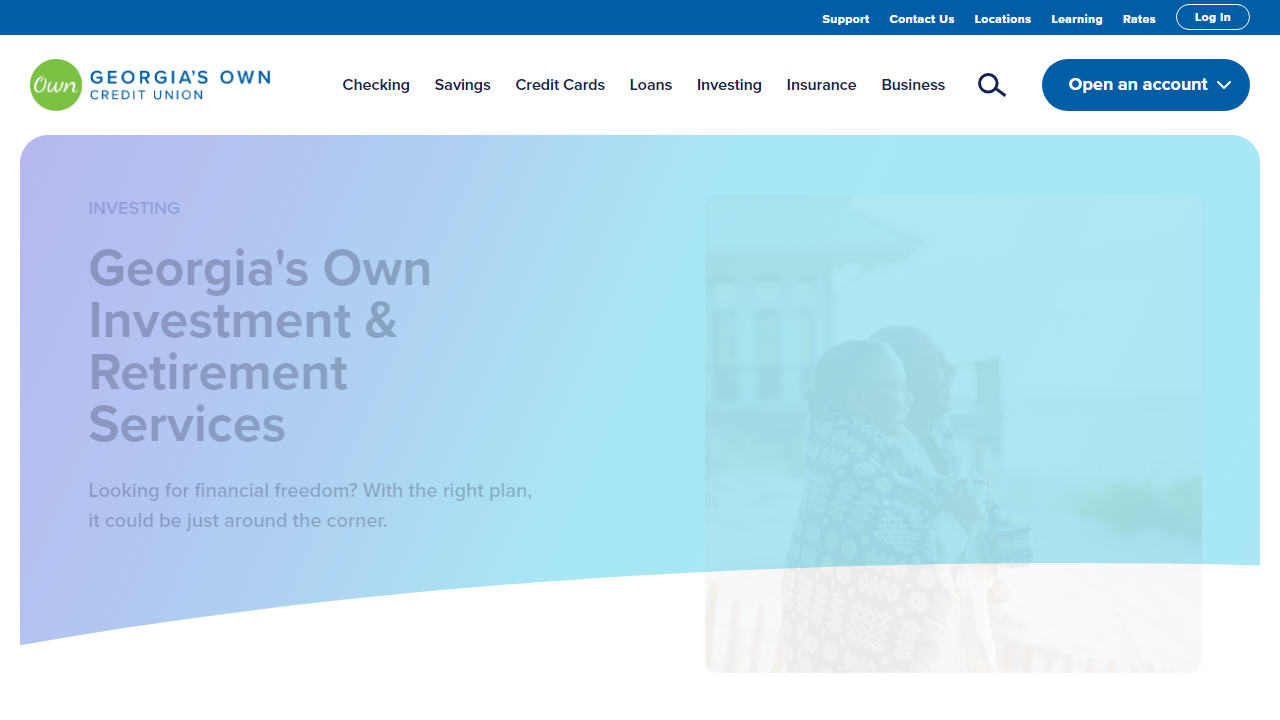 Support Contact Us Locations Learning Rates Log In
Own GEORGIA'S OWN
CREDIT UNION
Checking Savings Credit Cards Loans Investing Insurance Business Open an account
INVESTING
Georgia's Own
Investment &
Retirement
Services
Looking for financial freedom? With the right plan,
it could be just around the corner.